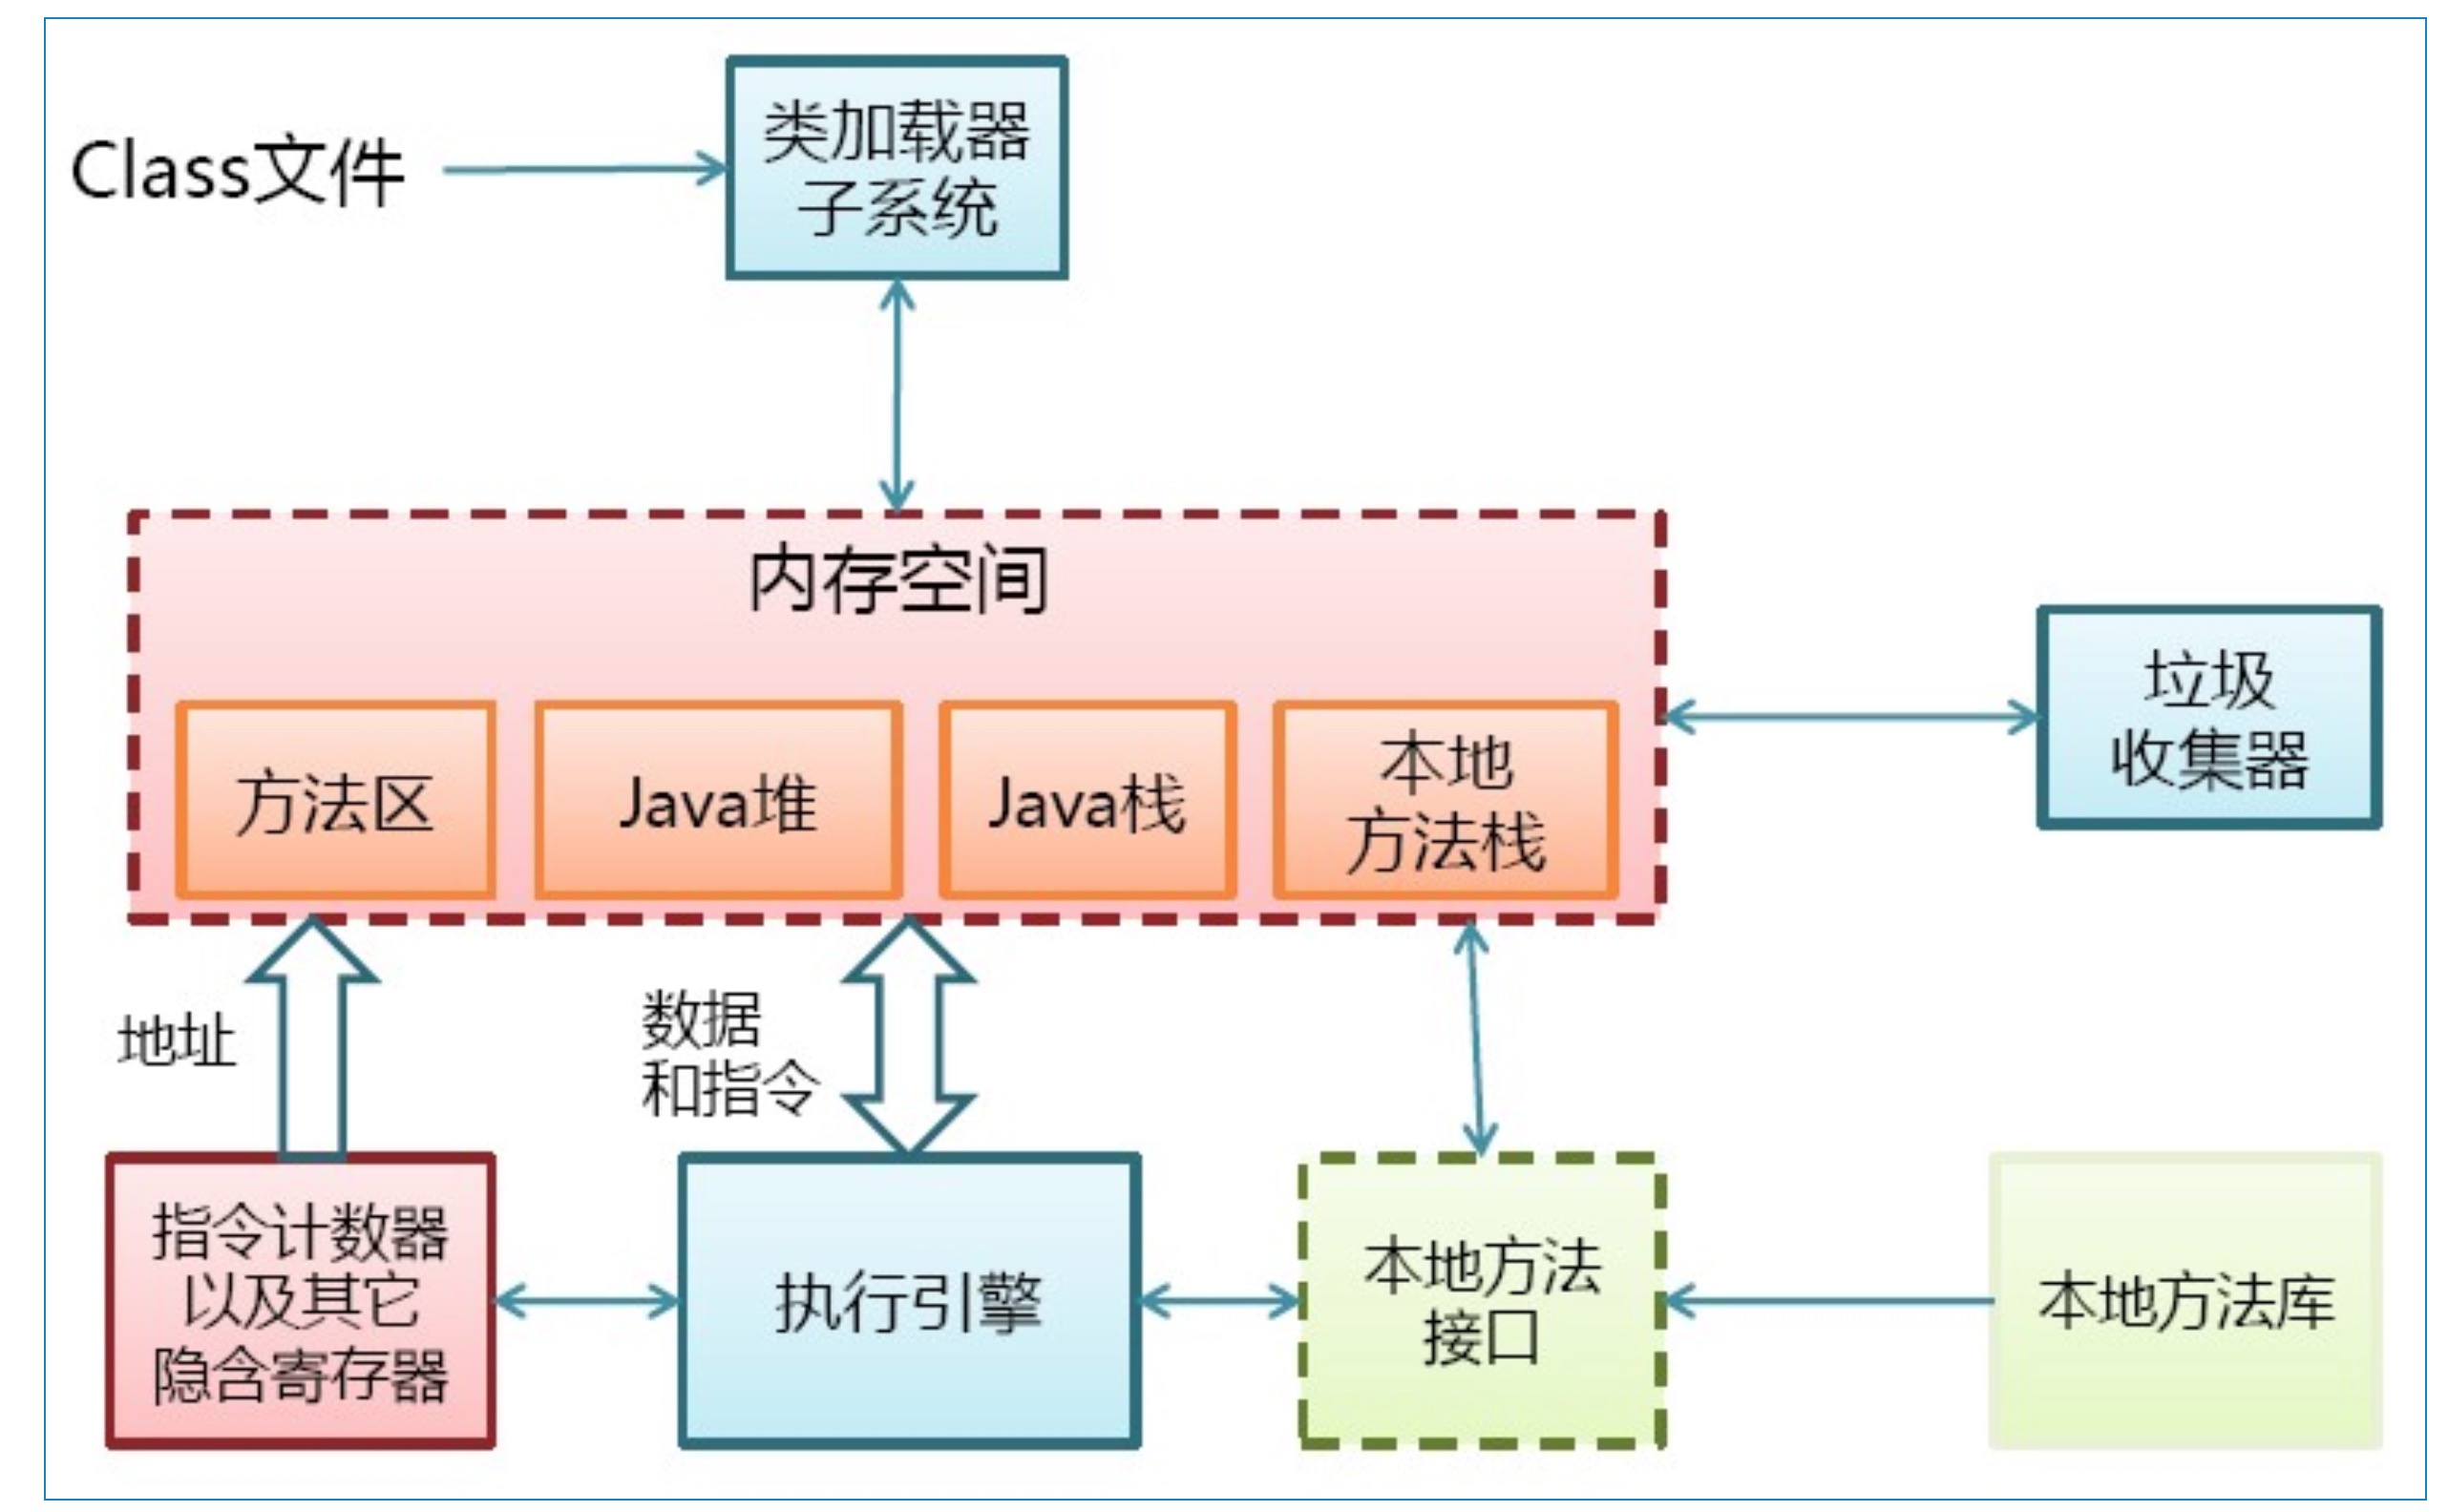 Class文件
类加载器
子系统
内存空间
方法区
Java堆
Java栈
本地
方法栈
垃圾
收集器
地址
数据
和指令
指令计数器
以及其它
隐含寄存器
执行引擎
本地方法
接口
本地方法库